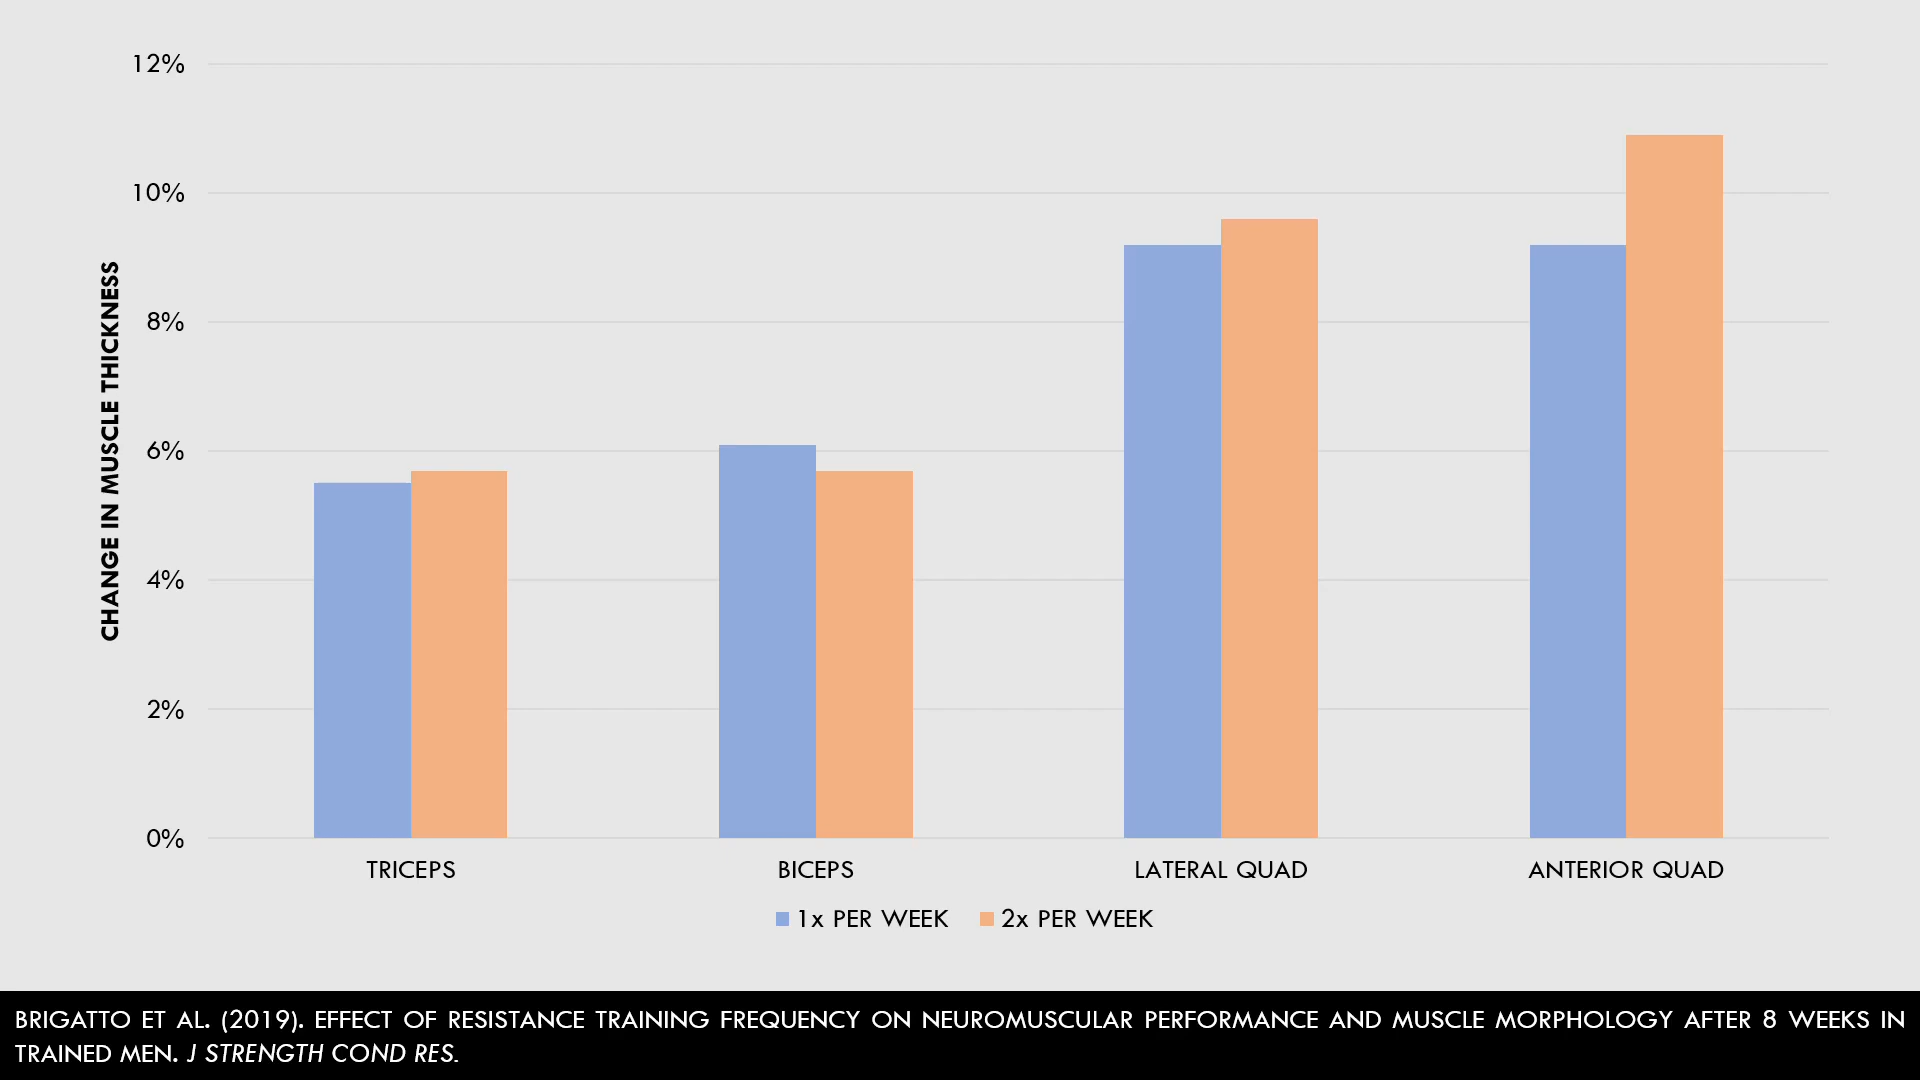 12%
10%
8%
6%
4%
2%
0%
CHANGE IN MUSCLE THICKNESS
TRICEPS BICEPS LATERAL QUAD ANTERIOR QUAD
1x PER WEEK 2x PER WEEK
BRIGATTO ET AL. (2019). EFFECT OF RESISTANCE TRAINING FREQUENCY ON NEUROMUSCULAR PERFORMANCE AND MUSCLE MORPHOLOGY AFTER 8 WEEKS IN
TRAINED MEN. J STRENGTH COND RES.